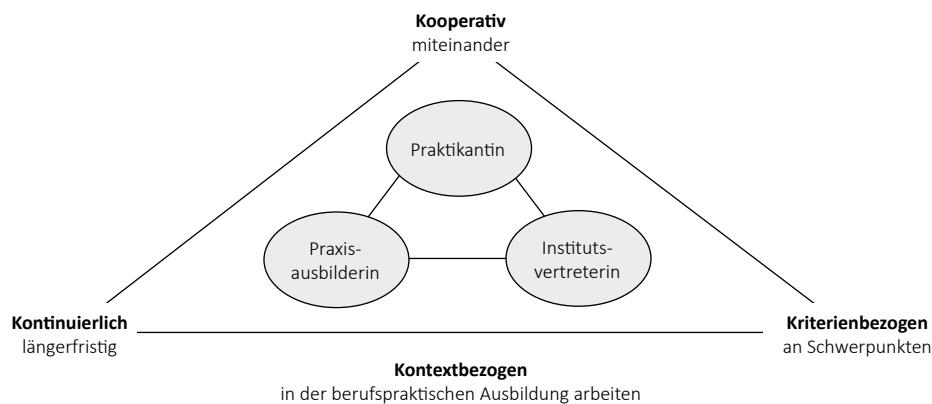 Kooperativ
miteinander
Praktikantin
Praxis-
ausbilderin
Instituts-
vertreterin
Kontinuierlich
längerfristig
Kriterienbezogen
an Schwerpunkten
Kontextbezogen
in der berufspraktischen Ausbildung arbeiten